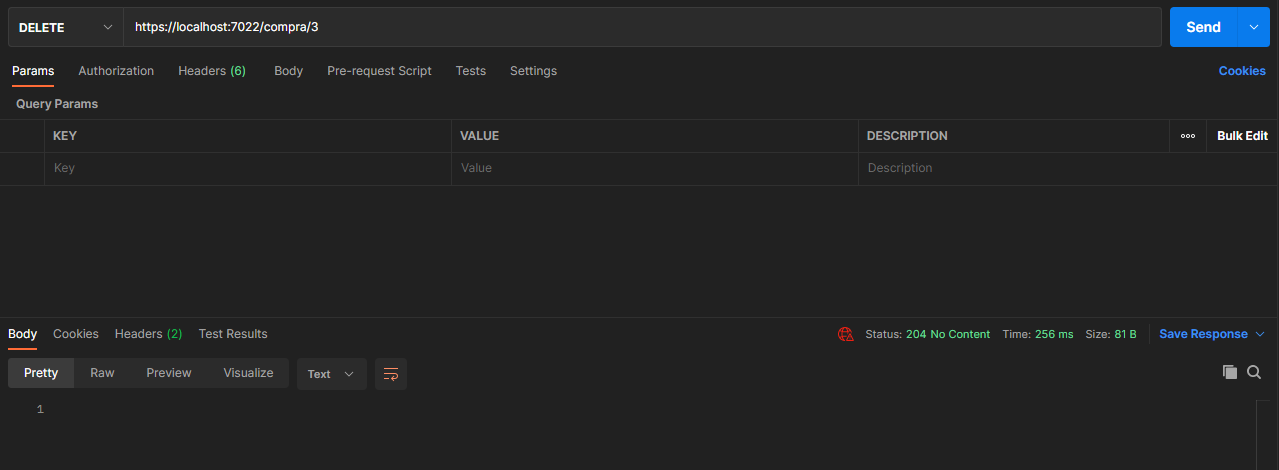 DELETE https://localhost:7022/compra/3 Send
Params Authorization Headers (6) Body Pre-request Script Tests Settings Cookies
Query Params
KEY VALUE DESCRIPTION ooo Bulk Edit
Key Value Description
Body Cookies Headers (2) Test Results Status: 204 No Content Time: 256 ms Size: 81 B Save Response
Pretty Raw Preview Visualize Text
1